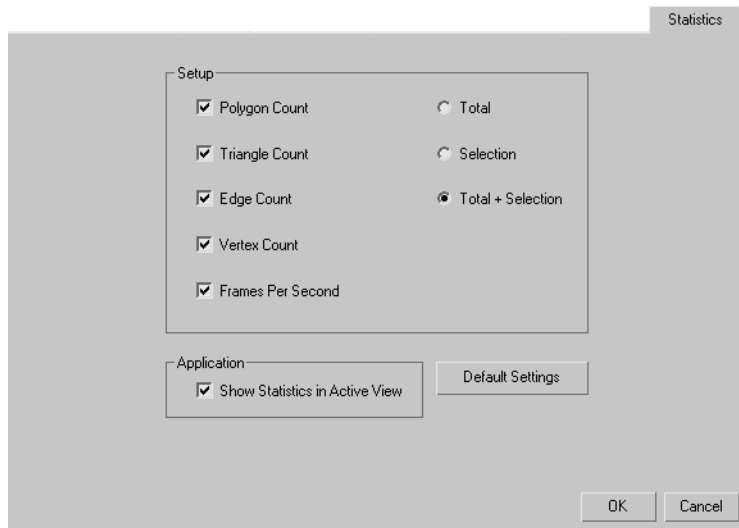 Statistics
Setup
Polygon Count
Total
Triangle Count
Selection
Edge Count
Total + Selection
Vertex Count
Frames Per Second
Application
Show Statistics in Active View
Default Settings
OK
Cancel